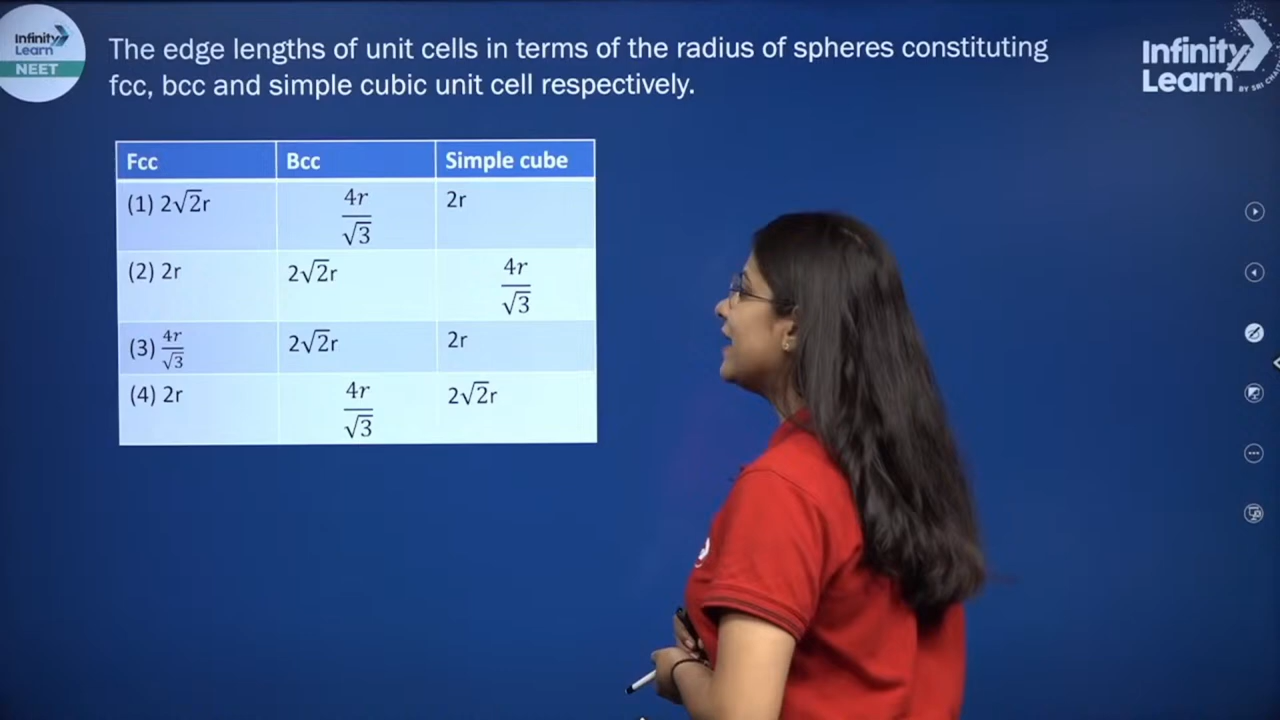 Infinity
Learn
NEET
The edge lengths of unit cells in terms of the radius of spheres constituting
fcc, bcc and simple cubic unit cell respectively.
Infinity
Learn
BY SRI
Fcc Bcc Simple cube
(1) 2√2r 4r/√3 2r
(2) 2r 2√2r 4r/√3
(3) 4r/√3 2√2r 2r
(4) 2r 4r/√3 2√2r